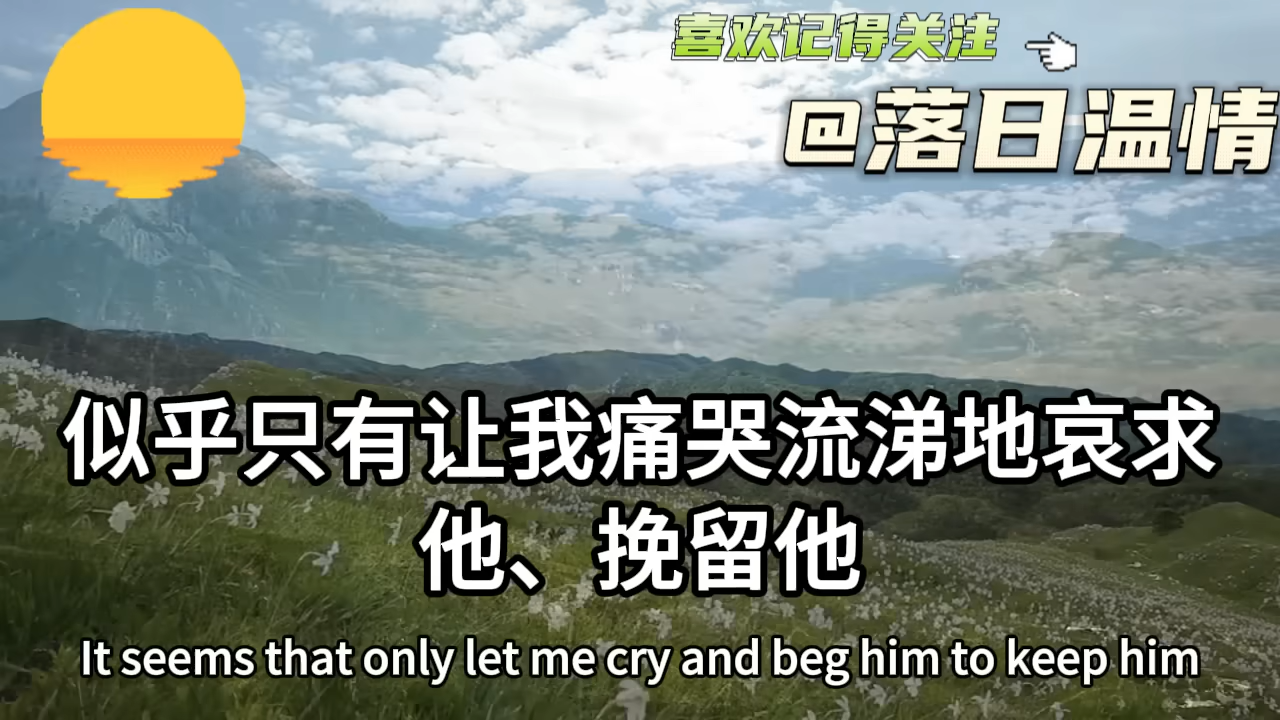 喜欢记得关注
@落日温情
似乎只有让我痛哭流涕地哀求
他、挽留他
It seems that only let me cry and beg him to keep him